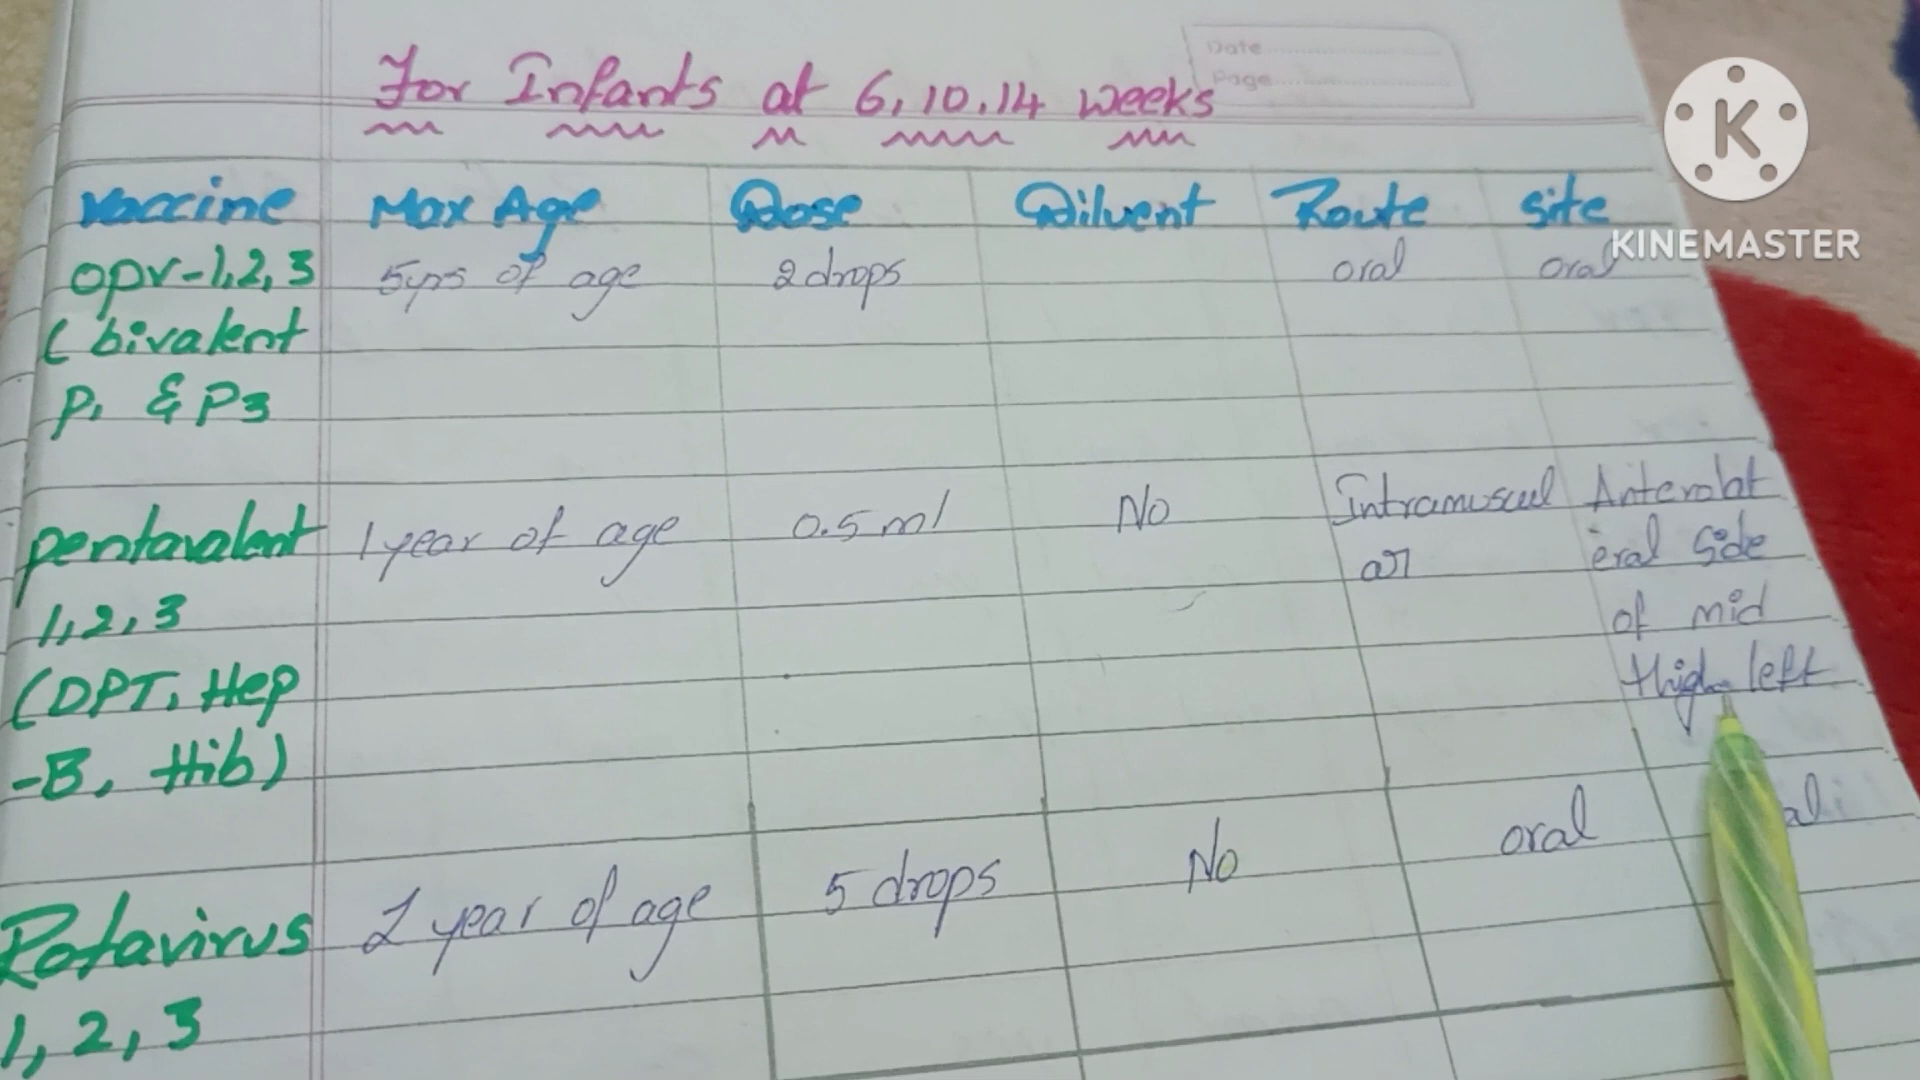 Date
Page
For Infants at 6, 10, 14 weeks
K
KINEMASTER
Vaccine Max Age Dose Diluent Route Site
OPV-1, 2, 3 5yrs of age 2 drops oral oral
( bivalent
P1 & P3
Pentavalent 1 year of age 0.5 ml No Intramuscul Anterolat
1, 2, 3 ar eral side
of mid
(DPT, Hep thigh left
-B, Hib)
Rotavirus 1 year of age 5 drops No oral
1, 2, 3